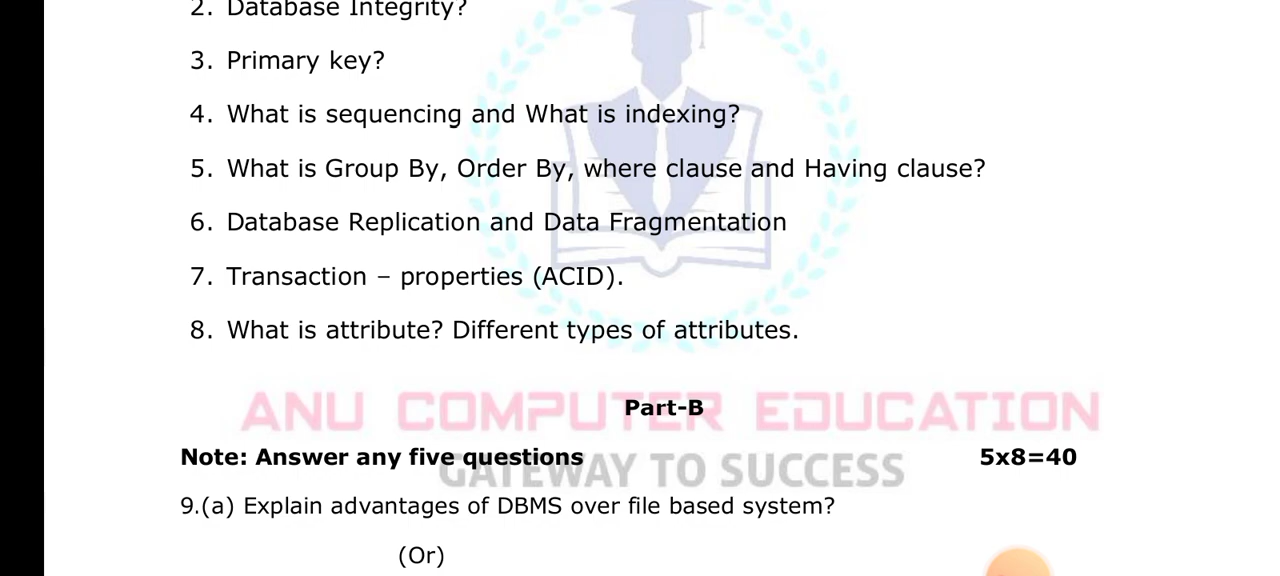 2. Database Integrity?
3. Primary key?
4. What is sequencing and What is indexing?
5. What is Group By, Order By, where clause and Having clause?
6. Database Replication and Data Fragmentation
7. Transaction – properties (ACID).
8. What is attribute? Different types of attributes.
ANU COMPUTER EDUCATION
Part-B
Note: Answer any five questions 5x8=40
GATEWAY TO SUCCESS
9.(a) Explain advantages of DBMS over file based system?
(Or)